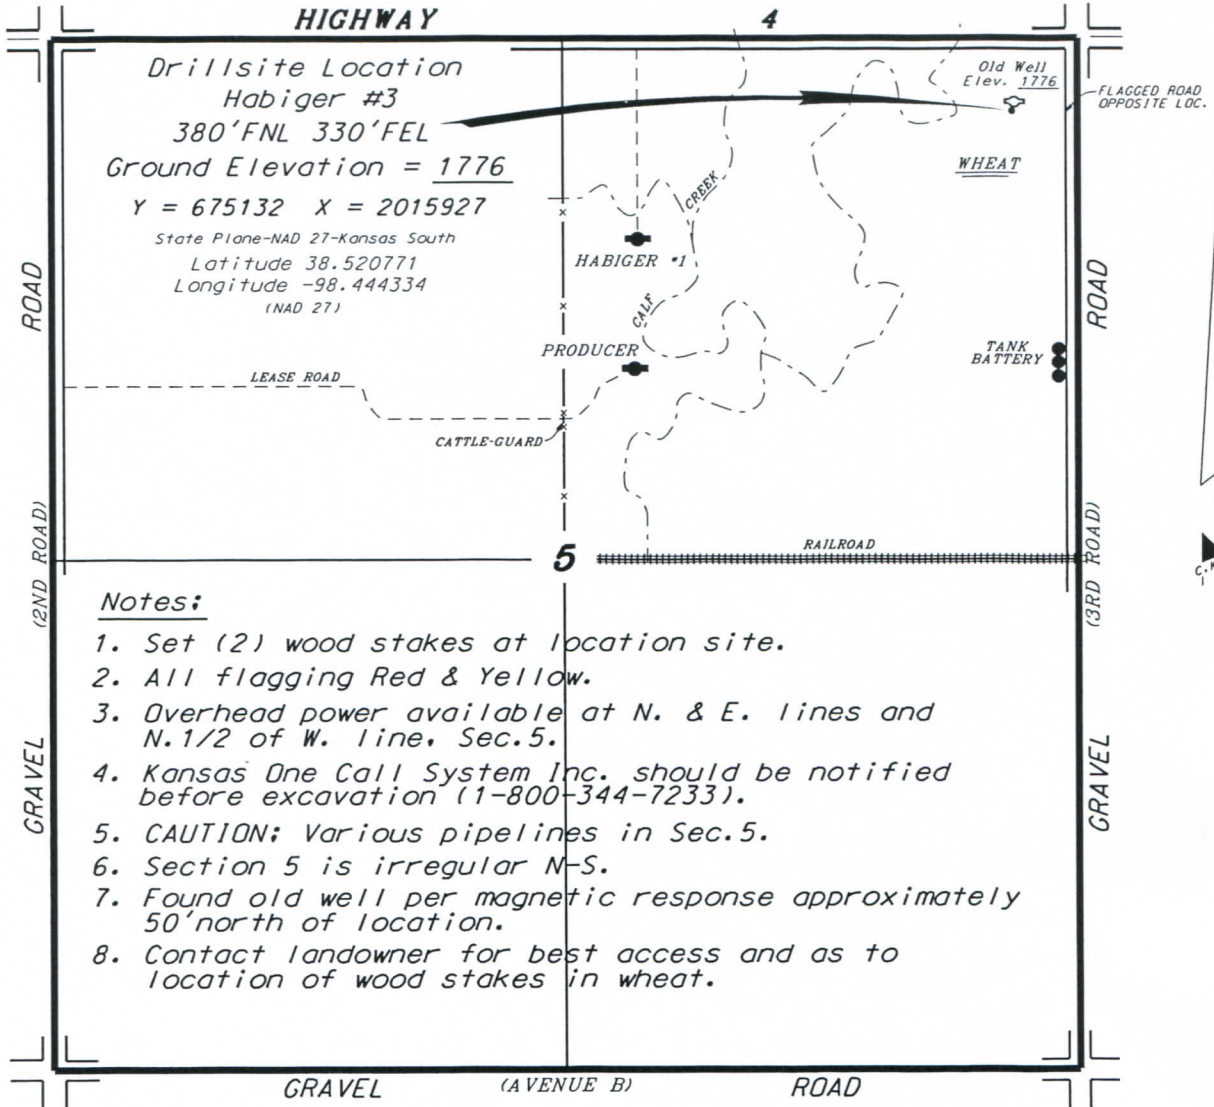 HIGHWAY 4
Drillsite Location
Habiger #3
380'FNL 330'FEL
Ground Elevation = 1776
Y = 675132 X = 2015927
State Plane-NAD 27-Kansas South
Latitude 38.520771
Longitude -98.444334
(NAD 27)
Old Well
Elev. 1776
FLAGGED ROAD
OPPOSITE LOC.
WHEAT
CREEK
HABIGER #1
CALF
PRODUCER
TANK
BATTERY
LEASE ROAD
CATTLE-GUARD
ROAD
ROAD
(2ND ROAD)
(3RD ROAD)
5
RAILROAD
Notes:
1. Set (2) wood stakes at location site.
2. All flagging Red & Yellow.
3. Overhead power available at N. & E. lines and
N.1/2 of W. line, Sec.5.
4. Kansas One Call System Inc. should be notified
before excavation (1-800-344-7233).
5. CAUTION: Various pipelines in Sec.5.
6. Section 5 is irregular N-S.
7. Found old well per magnetic response approximately
50'north of location.
8. Contact landowner for best access and as to
location of wood stakes in wheat.
GRAVEL
GRAVEL
GRAVEL (AVENUE B) ROAD